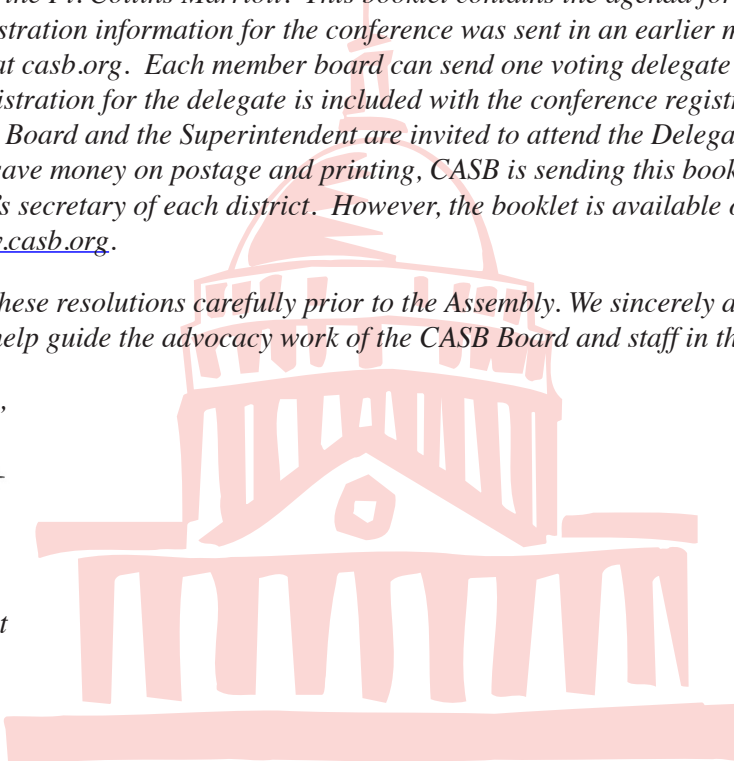 the Ft. Collins Marriott. This booklet contains the agenda for
stration information for the conference was sent in an earlier m
at casb.org. Each member board can send one voting delegate
istration for the delegate is included with the conference registr
Board and the Superintendent are invited to attend the Delega
ave money on postage and printing, CASB is sending this book
's secretary of each district. However, the booklet is available o
.casb.org.
hese resolutions carefully prior to the Assembly. We sincerely a
help guide the advocacy work of the CASB Board and staff in th
,
t